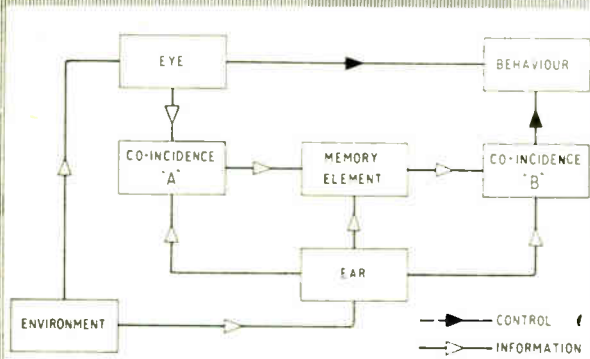 EYE
BEHAVIOUR
CO-INCIDENCE
"A"
MEMORY
ELEMENT
CO-INCIDENCE
"B"
EAR
ENVIRONMENT
CONTROL
INFORMATION